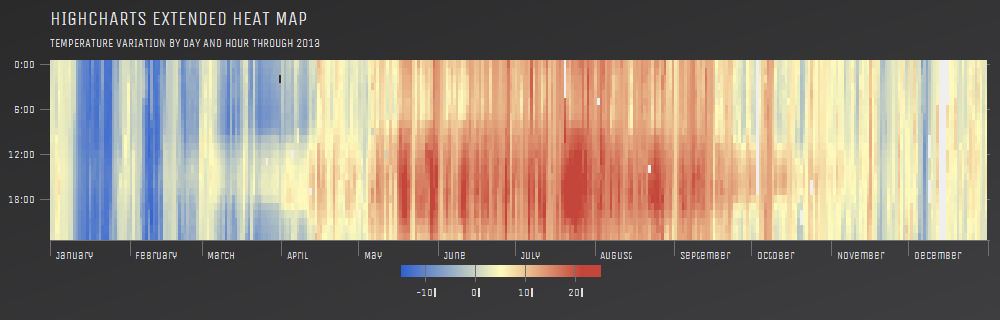 HIGHCHARTS EXTENDED HEAT MAP
TEMPERATURE VARIATION BY DAY AND HOUR THROUGH 2013
0:00
6:00
12:00
18:00
January February March April May June July August September October November December
-10 0 10 20